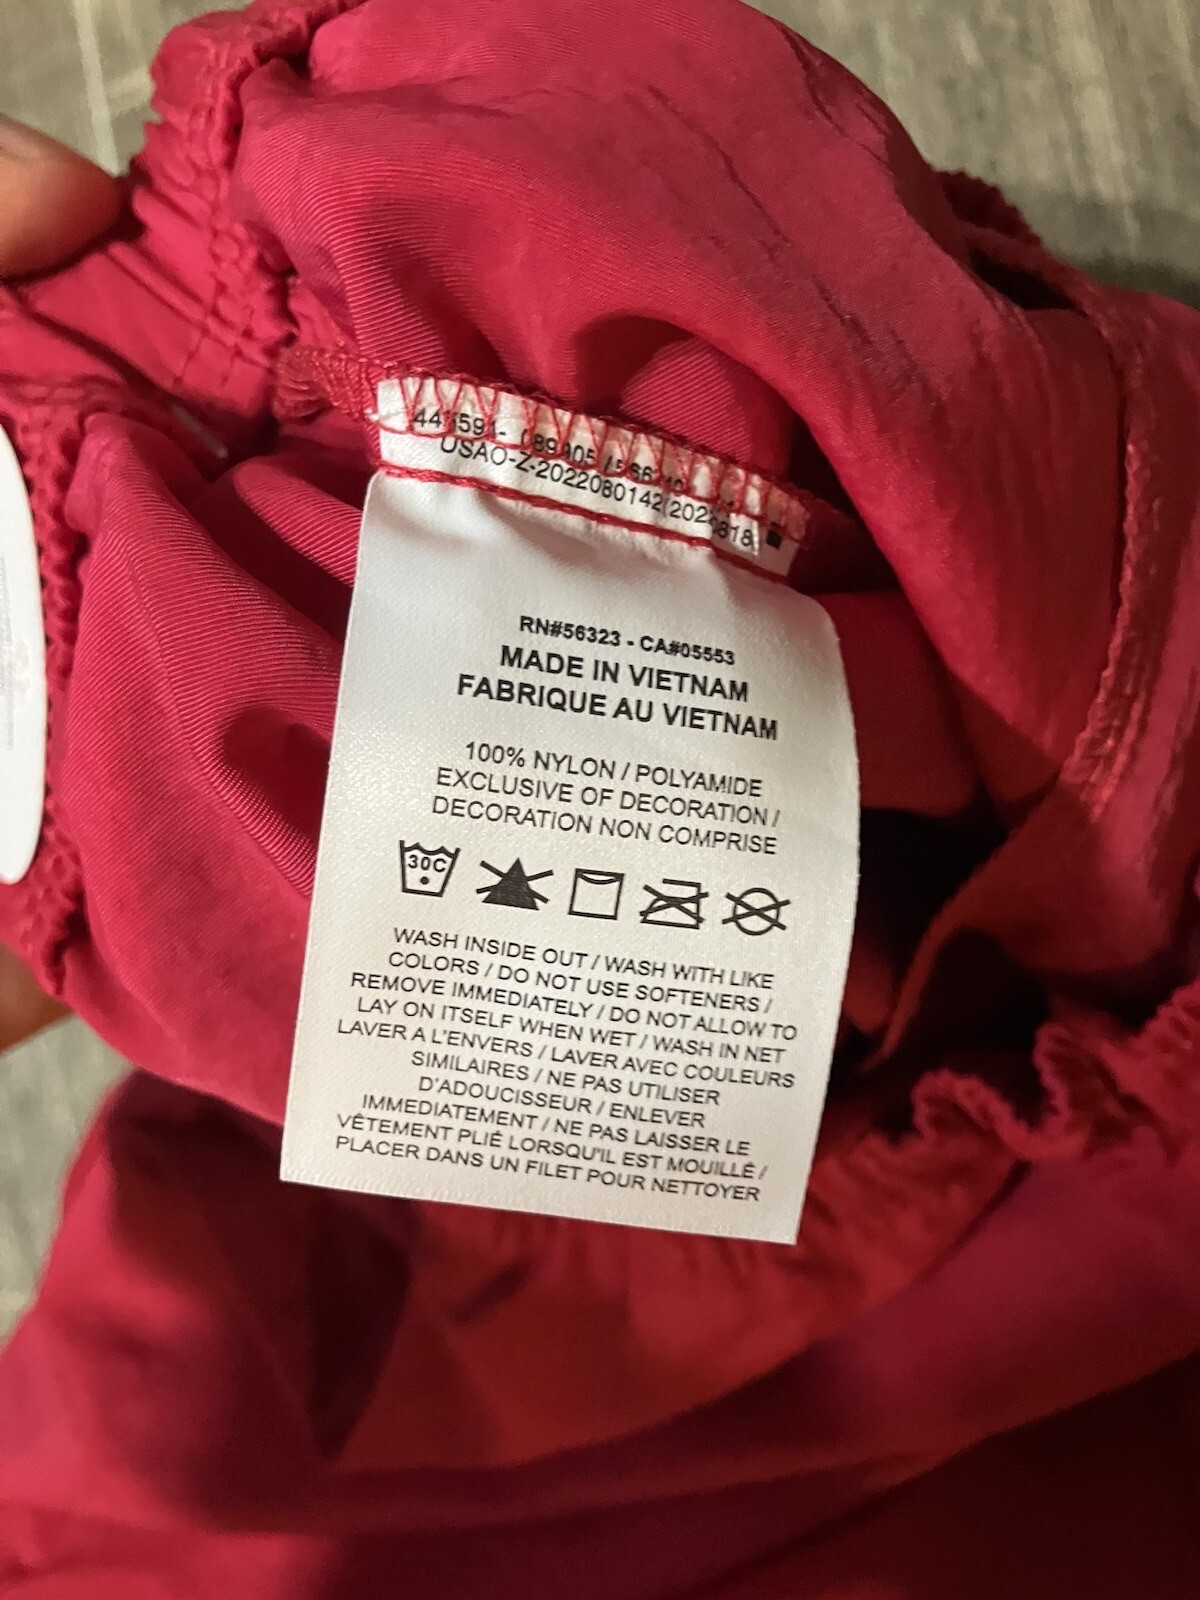 USAO-Z-2022080142(202
RN#56323 - CA#05553
MADE IN VIETNAM
FABRIQUE AU VIETNAM
100% NYLON / POLYAMIDE
EXCLUSIVE OF DECORATION /
DECORATION NON COMPRISE
30C
WASH INSIDE OUT / WASH WITH LIKE
COLORS / DO NOT USE SOFTENERS /
REMOVE IMMEDIATELY / DO NOT ALLOW TO
LAY ON ITSELF WHEN WET / WASH IN NET
LAVER A L'ENVERS / LAVER AVEC COULEURS
SIMILAIRES / NE PAS UTILISER
D'ADOUCISSEUR / ENLEVER
IMMEDIATEMENT / NE PAS LAISSER LE
VÊTEMENT PLIÉ LORSQU'IL EST MOUILLÉ /
PLACER DANS UN FILET POUR NETTOYER